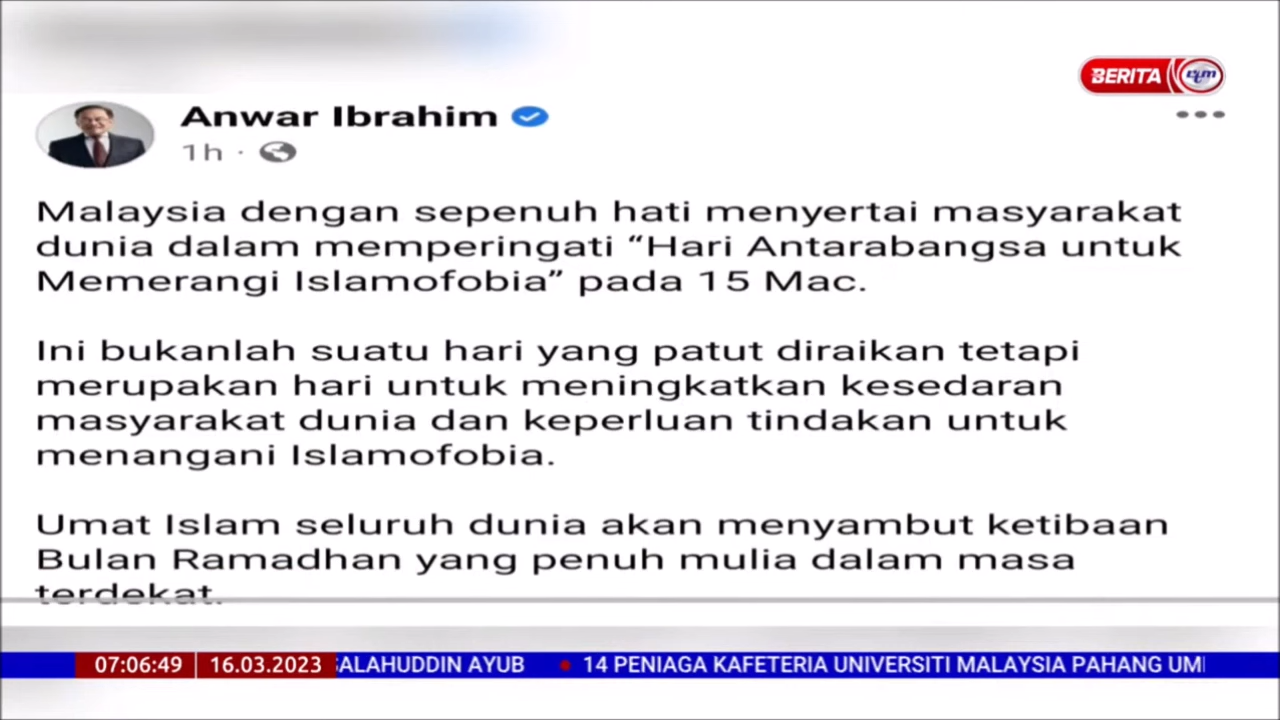 BERITA rtm
Anwar Ibrahim
1h ·
Malaysia dengan sepenuh hati menyertai masyarakat
dunia dalam memperingati “Hari Antarabangsa untuk
Memerangi Islamofobia” pada 15 Mac.
Ini bukanlah suatu hari yang patut diraikan tetapi
merupakan hari untuk meningkatkan kesedaran
masyarakat dunia dan keperluan tindakan untuk
menangani Islamofobia.
Umat Islam seluruh dunia akan menyambut ketibaan
Bulan Ramadhan yang penuh mulia dalam masa
terdekat.
07:06:49 16.03.2023 SALAHUDDIN AYUB • 14 PENIAGA KAFETERIA UNIVERSITI MALAYSIA PAHANG